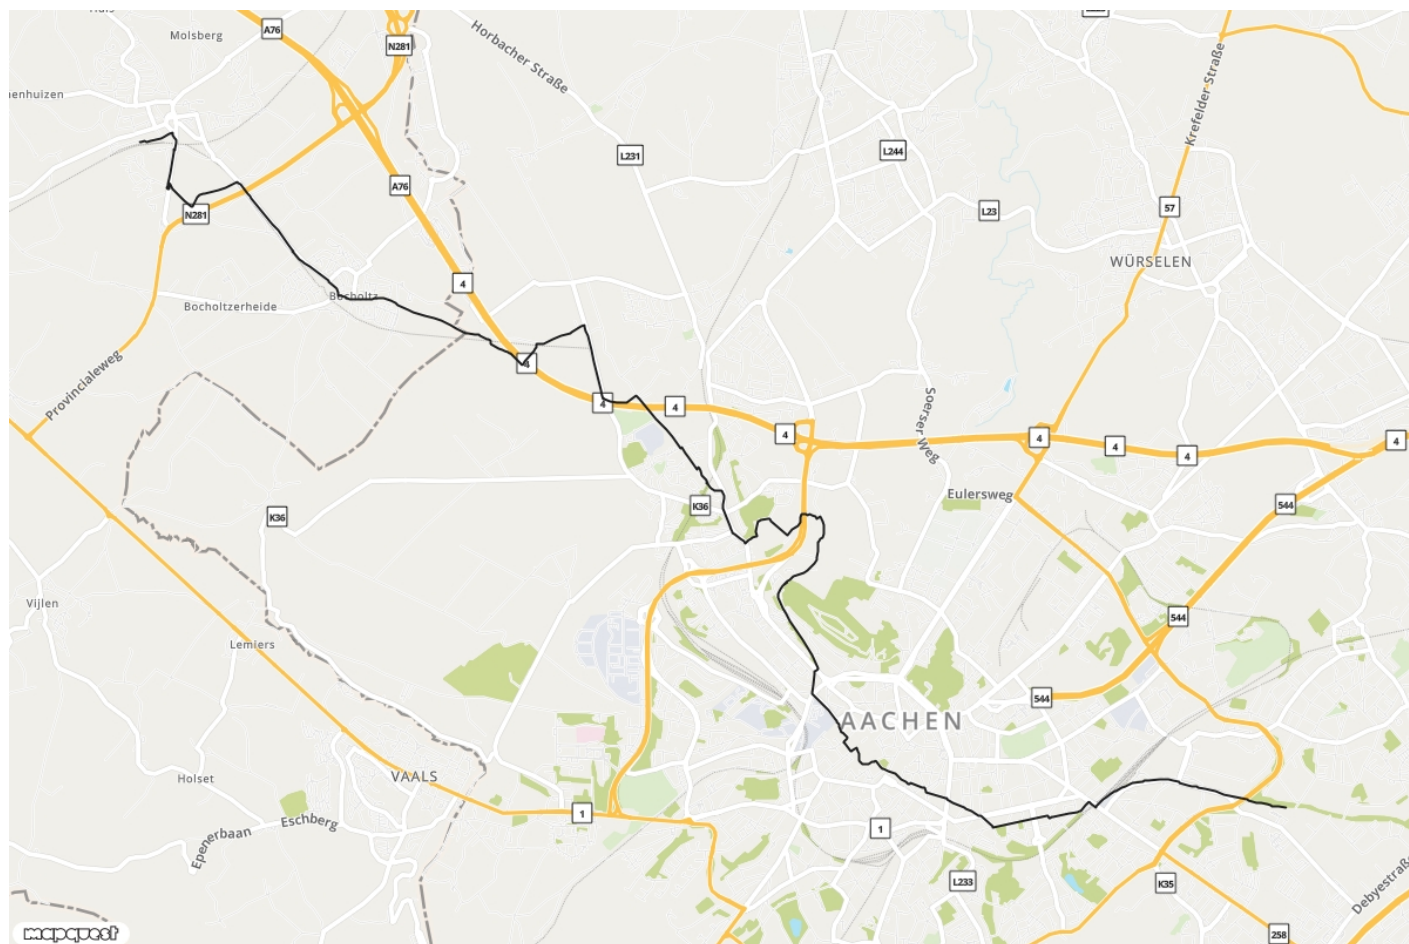 Molsberg
A76
N281
Horbacher Straße
Krefelder Straße
L231
L244
A76
N281
L23
57
WÜRSELEN
4
Bocholtz
Bocholtzerheide
Provincialeweg
4
4
4
4
4
4
4
4
Soerser Weg
Eulersweg
K36
K36
544
Vijlen
Lemiers
544
544
AACHEN
Holset
VAALS
1
Eschberg
Epenerbaan
1
L233
K35
Debyestraße
258
mapquest